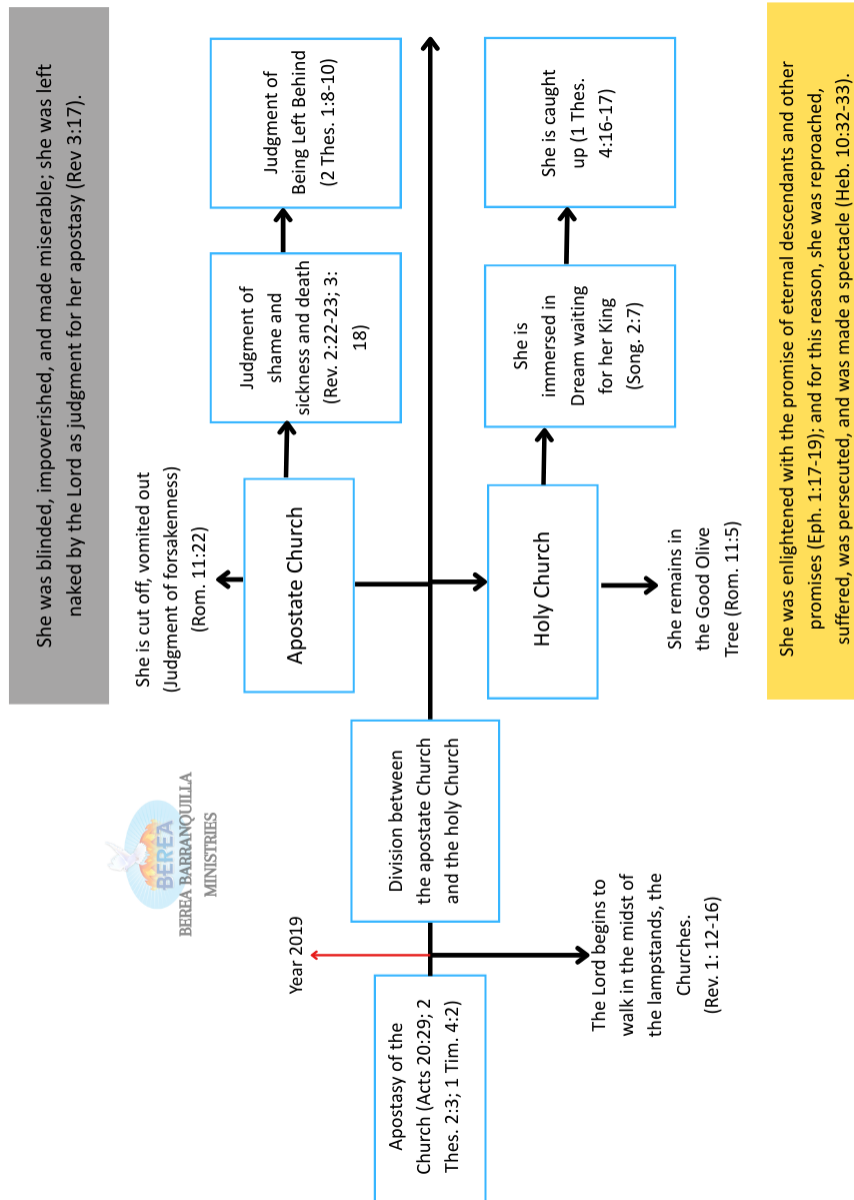 She was blinded, impoverished, and made miserable; she was left
naked by the Lord as judgment for her apostasy (Rev 3:17).
BEREA
BEREA BARRANQUILLA
MINISTRIES
She is cut off, vomited out
(Judgment of forsakenness)
(Rom. 11:22)
Judgment of
shame and
sickness and death
(Rev. 2:22-23; 3:
18)
Judgment of
Being Left Behind
(2 Thes. 1:8-10)
Apostate Church
Year 2019
Apostasy of the
Church (Acts 20:29; 2
Thes. 2:3; 1 Tim. 4:2)
Division between
the apostate Church
and the holy Church
Holy Church
She is
immersed in
Dream waiting
for her King
(Song. 2:7)
She is caught
up (1 Thes.
4:16-17)
The Lord begins to
walk in the midst of
the lampstands, the
Churches.
(Rev. 1: 12-16)
She remains in
the Good Olive
Tree (Rom. 11:5)
She was enlightened with the promise of eternal descendants and other
promises (Eph. 1:17-19); and for this reason, she was reproached,
suffered, was persecuted, and was made a spectacle (Heb. 10:32-33).